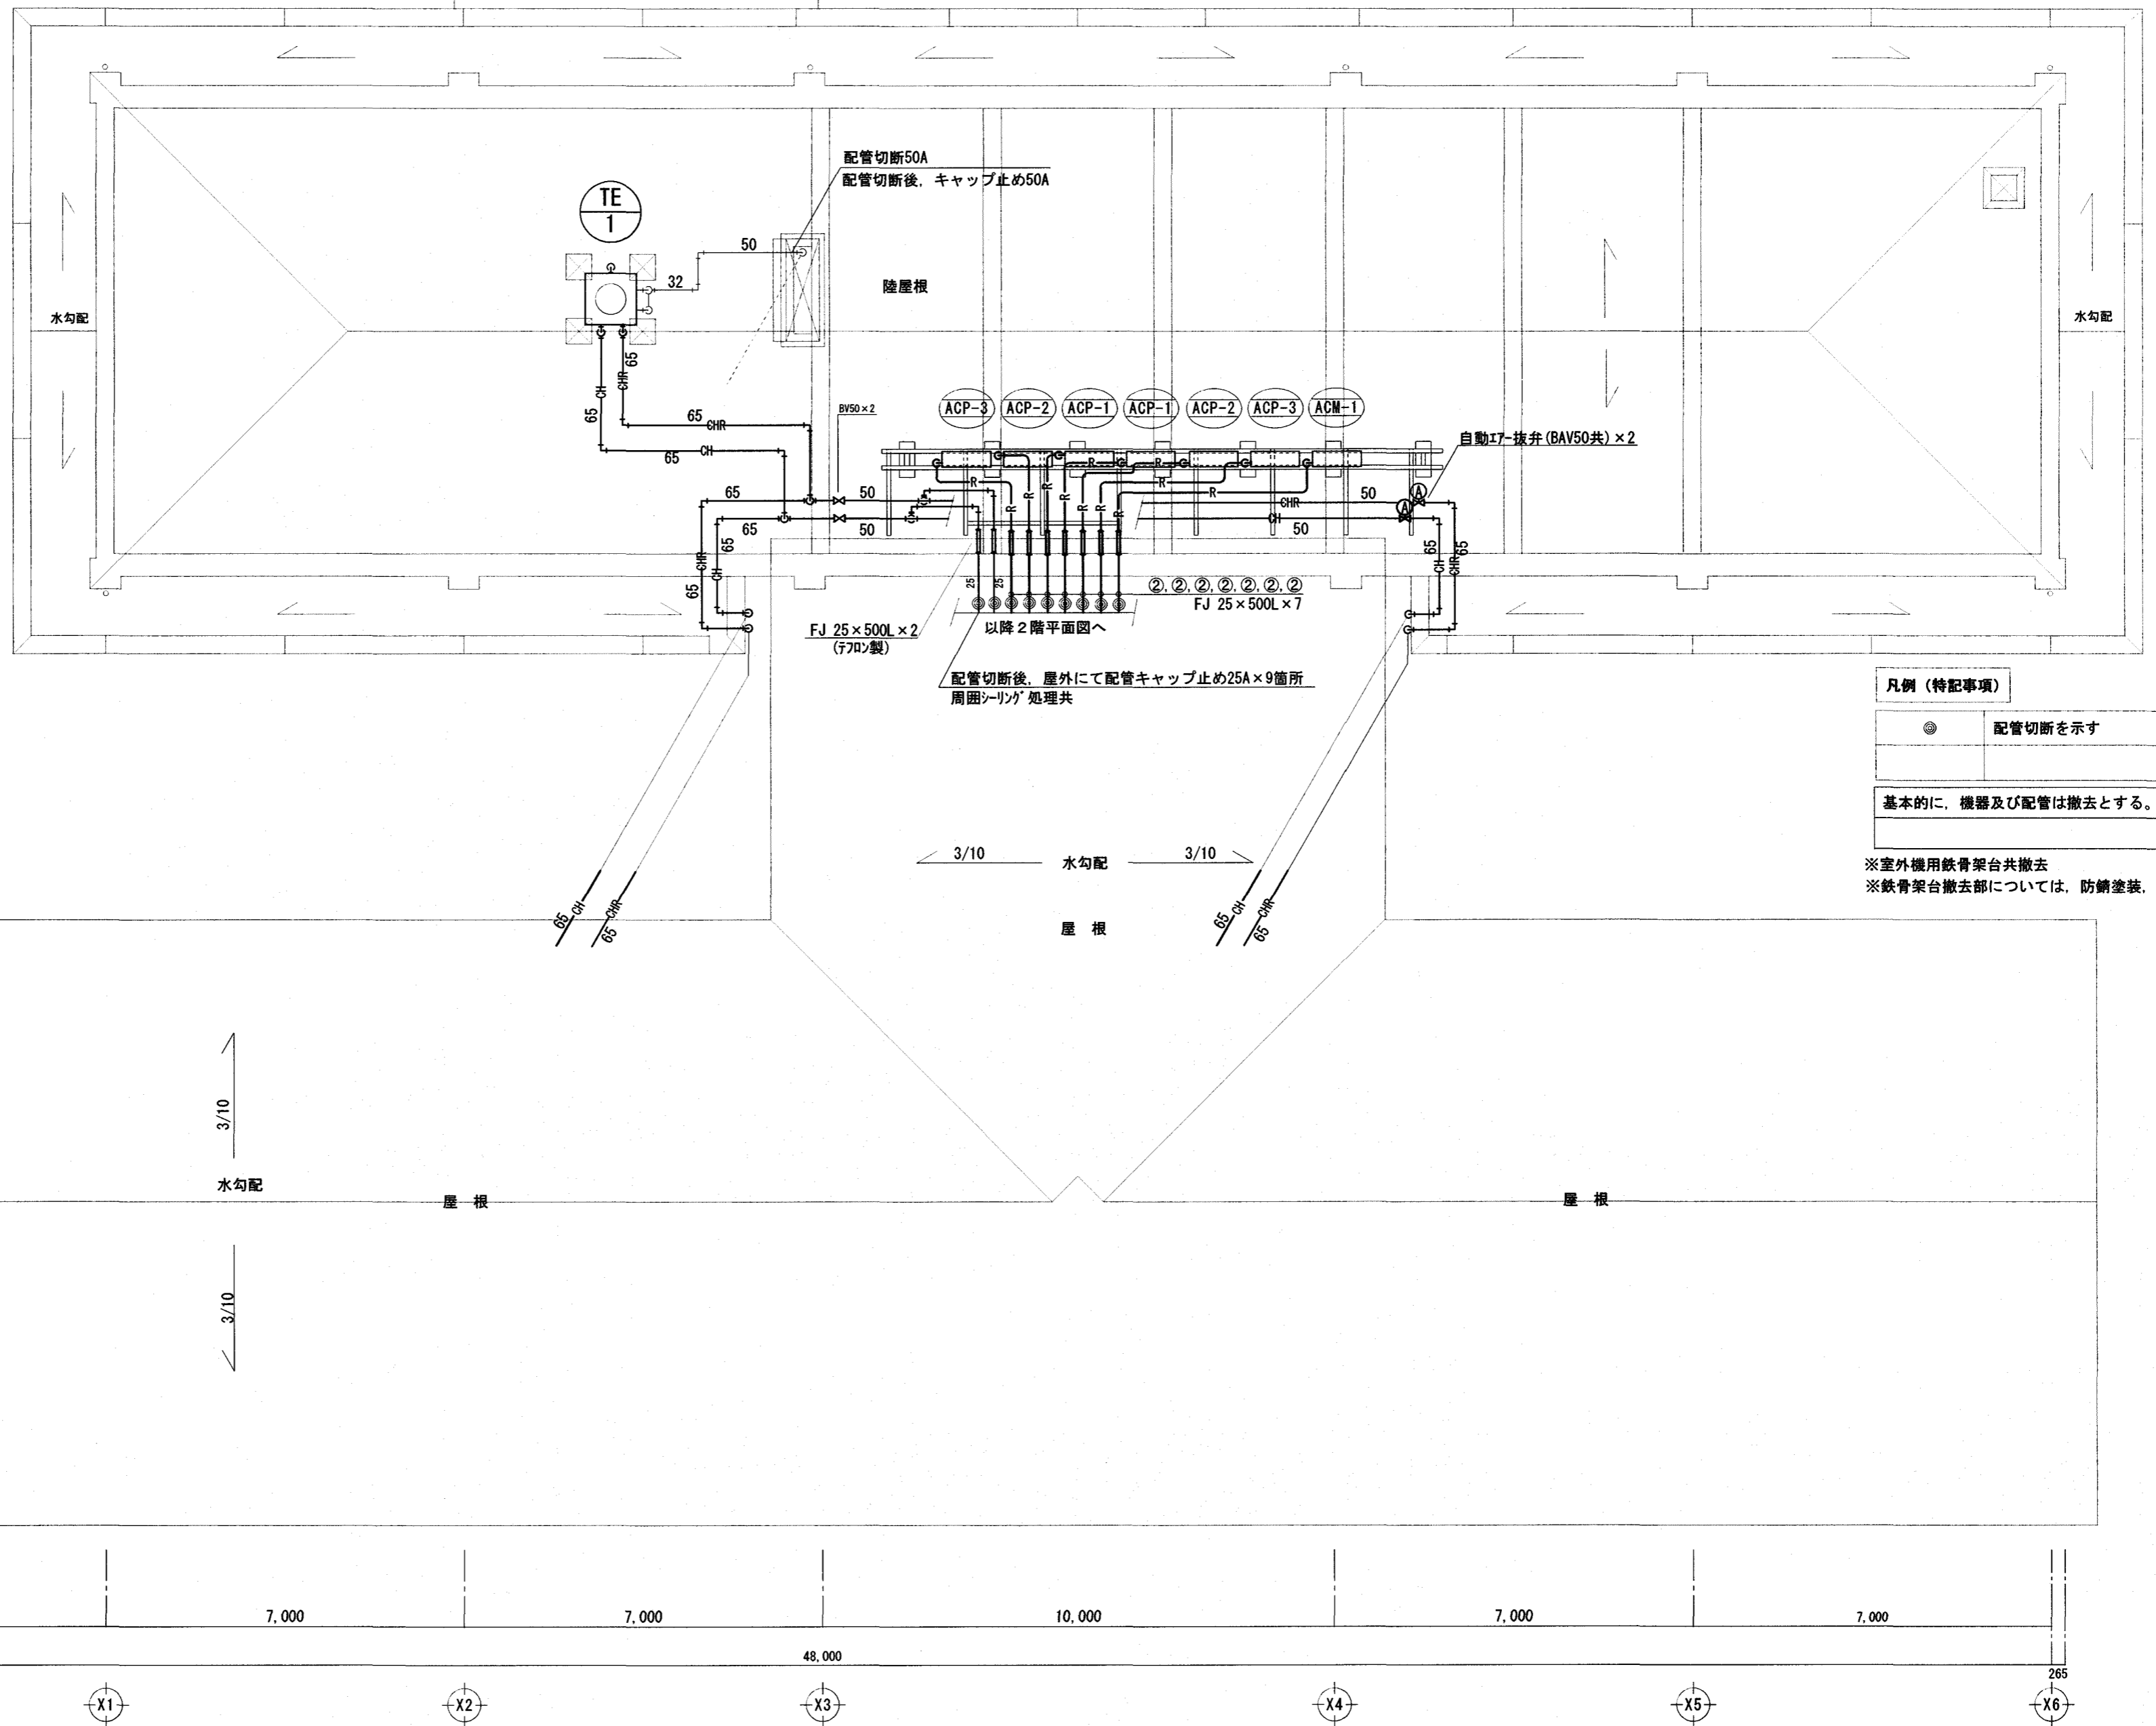 配管切断50A
配管切断後，キャップ止め50A
TE
1
50
32
陸屋根
水勾配
水勾配
65
CH
CHR
65
65
CHR
CH
65
BV50×2
ACP-3
ACP-2
ACP-1
ACP-1
ACP-2
ACP-3
ACM-1
自動ｴｱｰ抜弁(BAV50共)×2
R
R
R
R
R
R
R
R
R
R
R
R
65
50
65
50
CHR
50
CH
50
A
A
65
CHR
CH
65
65
CH
CHR
65
25
25
②,②,②,②,②,②,②
FJ 25×500L×7
FJ 25×500L×2
(ﾃﾌﾛﾝ製)
以降２階平面図へ
配管切断後，屋外にて配管キャップ止め25A×9箇所
周囲ｼｰﾘﾝｸﾞ処理共
凡例（特記事項）
配管切断を示す
基本的に，機器及び配管は撤去とする。
※室外機用鉄骨架台共撤去
※鉄骨架台撤去部については，防錆塗装，
3/10
水勾配
3/10
屋 根
65
CH
CHR
65
65
CH
CHR
65
3/10
水勾配
3/10
屋 根
屋 根
7,000
7,000
10,000
7,000
7,000
48,000
265
X1
X2
X3
X4
X5
X6